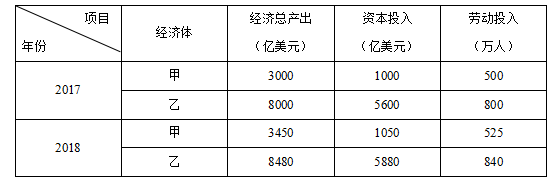 项目
年份
经济体
经济总产出
（亿美元）
资本投入
（亿美元）
劳动投入
（万人）
2017
甲 3000 1000 500
乙 8000 5600 800
2018
甲 3450 1050 525
乙 8480 5880 840